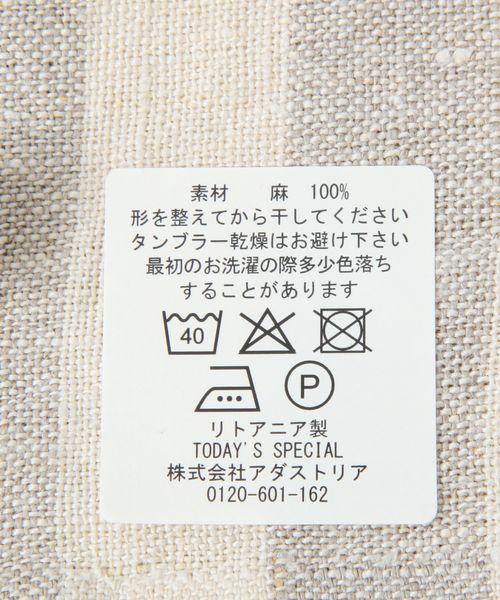 素材　麻 100%
形を整えてから干してください
タンブラー乾燥はお避け下さい
最初のお洗濯の際多少色落ち
することがあります
40
P
リトアニア製
TODAY'S SPECIAL
株式会社アダストリア
0120-601-162